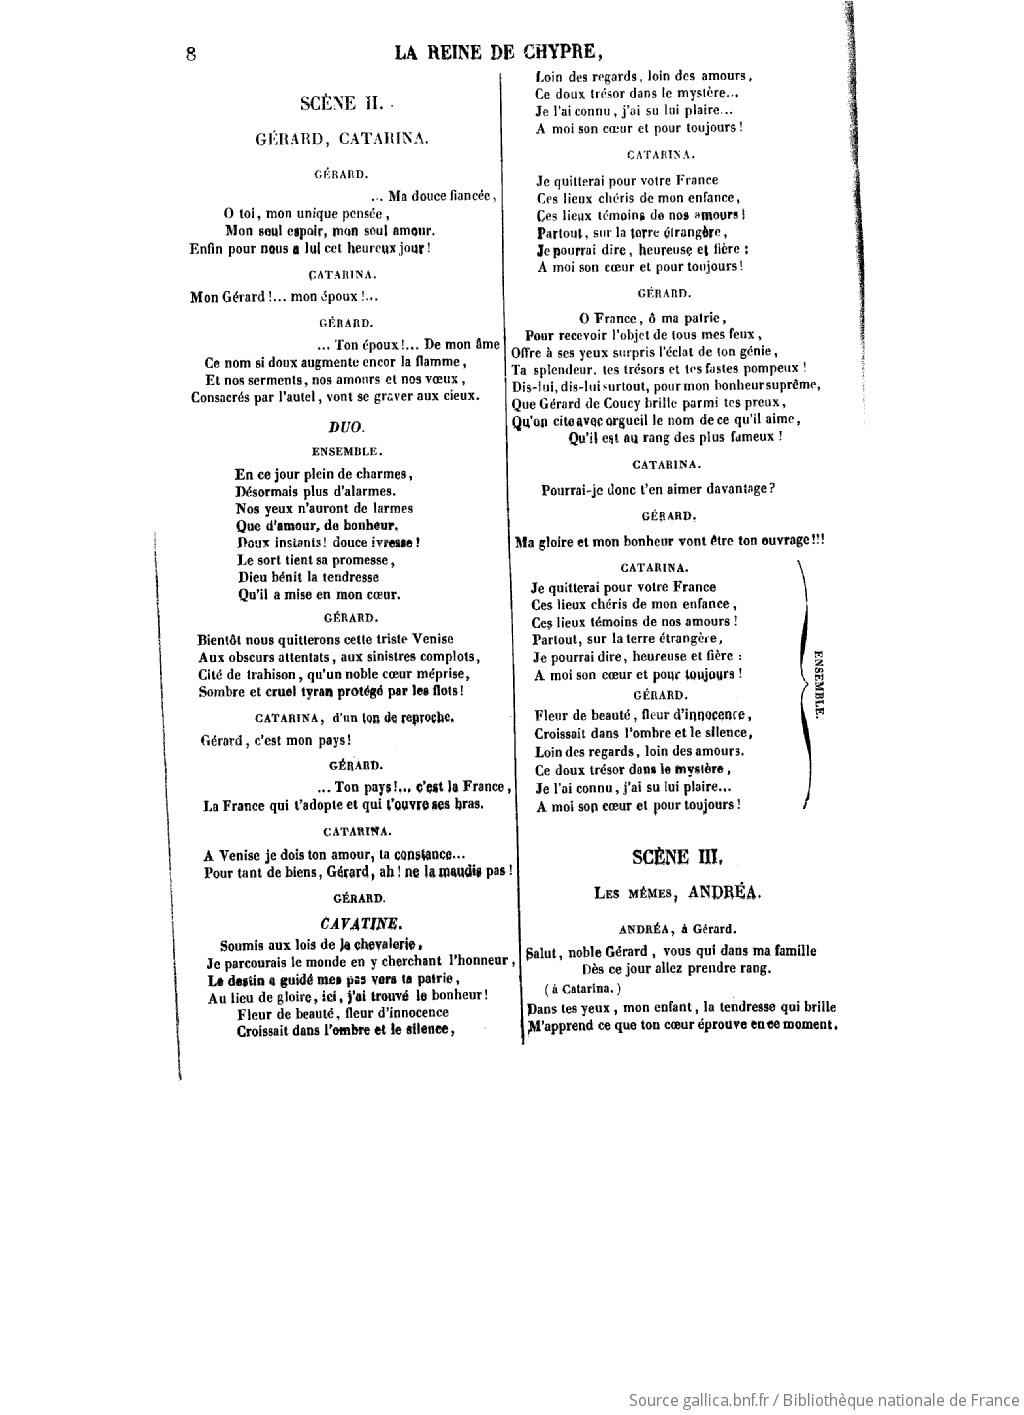 8
LA REINE DE CHYPRE,
SCÈNE II.
GÉRARD, CATARINA.
GÉRARD.
... Ma douce fiancée,
O toi, mon unique pensée,
Mon seul espoir, mon seul amour.
Enfin pour nous a lui cet heureux jour!
CATARINA.
Mon Gérard!... mon époux!...
GÉRARD.
... Ton époux!... De mon âme
Ce nom si doux augmente encor la flamme,
Et nos serments, nos amours et nos vœux,
Consacrés par l'autel, vont se graver aux cieux.
DUO.
ENSEMBLE.
En ce jour plein de charmes,
Désormais plus d'alarmes.
Nos yeux n'auront de larmes
Que d'amour, de bonheur.
Doux instants! douce ivresse!
Le sort tient sa promesse,
Dieu bénit la tendresse
Qu'il a mise en mon cœur.
GÉRARD.
Bientôt nous quitterons cette triste Venise
Aux obscurs attentats, aux sinistres complots,
Cité de trahison, qu'un noble cœur méprise,
Sombre et cruel tyran protégé par les flots!
CATARINA, d'un ton de reproche.
Gérard, c'est mon pays!
GÉRARD.
... Ton pays!... c'est la France,
La France qui t'adopte et qui t'ouvre ses bras.
CATARINA.
A Venise je dois ton amour, ta constance...
Pour tant de biens, Gérard, ah! ne la maudis pas!
GÉRARD.
CAVATINE.
Soumis aux lois de la chevalerie,
Je parcourais le monde en y cherchant l'honneur,
Le destin a guidé mes pas vers ta patrie,
Au lieu de gloire, ici, j'ai trouvé le bonheur!
Fleur de beauté, fleur d'innocence
Croissait dans l'ombre et le silence,
Loin des regards, loin des amours,
Ce doux trésor dans le mystère...
Je l'ai connu, j'ai su lui plaire...
A moi son cœur et pour toujours!
CATARINA.
Je quitterai pour votre France
Ces lieux chéris de mon enfance,
Ces lieux témoins de nos amours!
Partout, sur la terre étrangère,
Je pourrai dire, heureuse et fière:
A moi son cœur et pour toujours!
GÉRARD.
O France, ô ma patrie,
Pour recevoir l'objet de tous mes feux,
Offre à ses yeux surpris l'éclat de ton génie,
Ta splendeur, tes trésors et tes fastes pompeux!
Dis-lui, dis-lui surtout, pour mon bonheur suprême,
Que Gérard de Coucy brille parmi tes preux,
Qu'on cite avec orgueil le nom de ce qu'il aime,
Qu'il est au rang des plus fameux!
CATARINA.
Pourrai-je donc t'en aimer davantage?
GÉRARD.
Ma gloire et mon bonheur vont être ton ouvrage!!!
CATARINA.
Je quitterai pour votre France
Ces lieux chéris de mon enfance,
Ces lieux témoins de nos amours!
Partout, sur la terre étrangère,
Je pourrai dire, heureuse et fière:
A moi son cœur et pour toujours!
GÉRARD.
Fleur de beauté, fleur d'innocence,
Croissait dans l'ombre et le silence,
Loin des regards, loin des amours.
Ce doux trésor dans le mystère,
Je l'ai connu, j'ai su lui plaire...
A moi son cœur et pour toujours!
ENSEMBLE.
SCÈNE III.
LES MÊMES, ANDRÉA.
ANDRÉA, à Gérard.
Salut, noble Gérard, vous qui dans ma famille
Dès ce jour allez prendre rang.
(à Catarina.)
Dans tes yeux, mon enfant, la tendresse qui brille
M'apprend ce que ton cœur éprouve en ce moment.
Source gallica.bnf.fr / Bibliothèque nationale de France